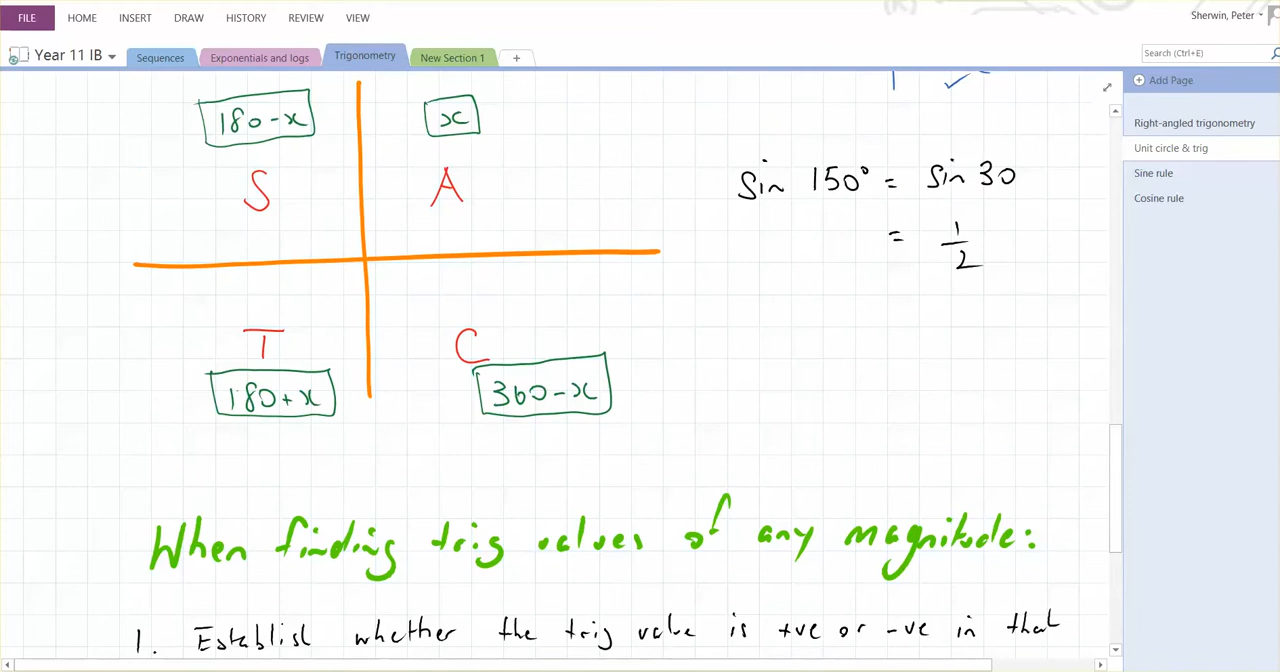 FILE HOME INSERT DRAW HISTORY REVIEW VIEW
Sherwin, Peter
Year 11 IB Sequences Exponentials and logs Trigonometry New Section 1 +
Search (Ctrl+E)
Add Page
Right-angled trigonometry
Unit circle & trig
Sine rule
Cosine rule
180-x x
S A
T C
180+x 360-x
sin 150° = sin 30
= 1/2
When finding trig values of any magnitude:
1. Establish whether the trig value is +ve or -ve in that